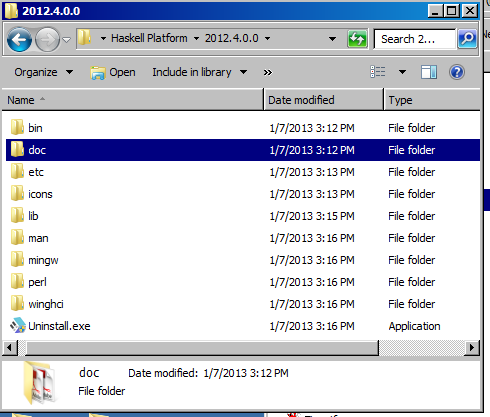 2012.4.0.0
Haskell Platform 2012.4.0.0 Search 2...
Organize Open Include in library »
Name Date modified Type
bin 1/7/2013 3:12 PM File folder
doc 1/7/2013 3:12 PM File folder
etc 1/7/2013 3:13 PM File folder
icons 1/7/2013 3:13 PM File folder
lib 1/7/2013 3:15 PM File folder
man 1/7/2013 3:16 PM File folder
mingw 1/7/2013 3:16 PM File folder
perl 1/7/2013 3:16 PM File folder
winghci 1/7/2013 3:16 PM File folder
Uninstall.exe 1/7/2013 3:16 PM Application
doc Date modified: 1/7/2013 3:12 PM
File folder